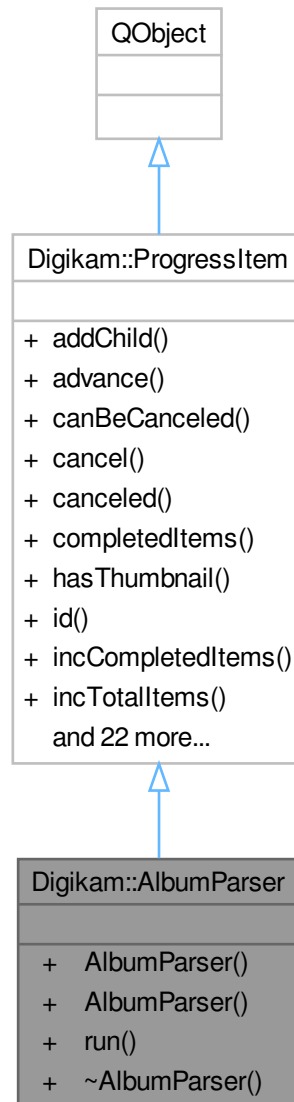 QObject
Digikam::ProgressItem
+ addChild()
+ advance()
+ canBeCanceled()
+ cancel()
+ canceled()
+ completedItems()
+ hasThumbnail()
+ id()
+ incCompletedItems()
+ incTotalItems()
and 22 more...
Digikam::AlbumParser
+ AlbumParser()
+ AlbumParser()
+ run()
+ ~AlbumParser()